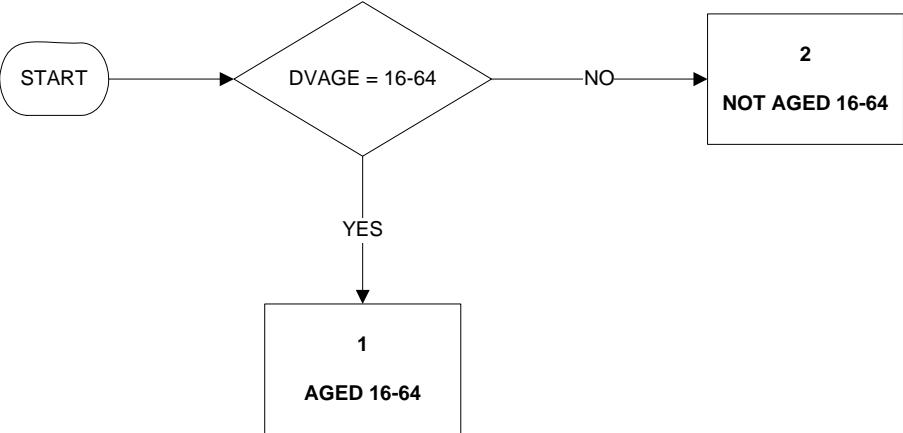 START
DVAGE = 16-64
NO
2
NOT AGED 16-64
YES
1
AGED 16-64